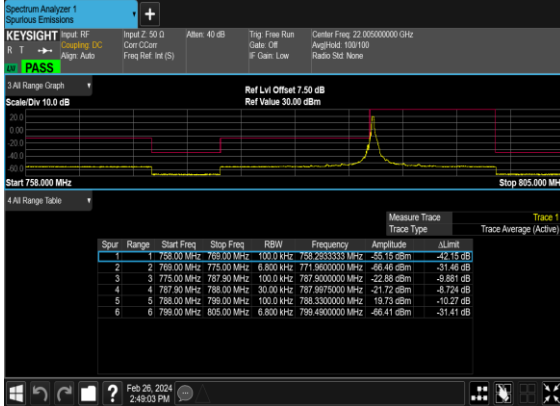 Spectrum Analyzer 1
Spurious Emissions
+
KEYSIGHT Input: RF Input Z: 50 Ω Atten: 40 dB Trig: Free Run Center Freq: 22.005000000 GHz
R T Coupling: DC Corr CCorr Gate: Off Avg|Hold: 100/100
Align: Auto Freq Ref: Int (S) IF Gain: Low Radio Std: None
PASS
3 All Range Graph Ref Lvl Offset 7.50 dB
Scale/Div 10.0 dB Ref Value 30.00 dBm
20.0
0.00
-20.0
-40.0
-60.0
Start 758.000 MHz Stop 805.000 MH
4 All Range Table
Measure Trace Trace 1
Trace Type Trace Average (Active)
Spur Range Start Freq Stop Freq RBW Frequency Amplitude ΔLimit
1 1 758.00 MHz 769.00 MHz 100.0 kHz 758.2933333 MHz -55.15 dBm -42.15 dB
2 2 769.00 MHz 775.00 MHz 6.800 kHz 771.9600000 MHz -66.46 dBm -31.46 dB
3 3 775.00 MHz 787.90 MHz 100.0 kHz 787.9000000 MHz -22.88 dBm -9.881 dB
4 4 787.90 MHz 788.00 MHz 30.00 kHz 787.9975000 MHz -21.72 dBm -8.724 dB
5 5 788.00 MHz 799.00 MHz 100.0 kHz 788.3300000 MHz 19.73 dBm -10.27 dB
6 6 799.00 MHz 805.00 MHz 6.800 kHz 799.4900000 MHz -66.41 dBm -31.41 dB
? Feb 26, 2024
2:49:03 PM